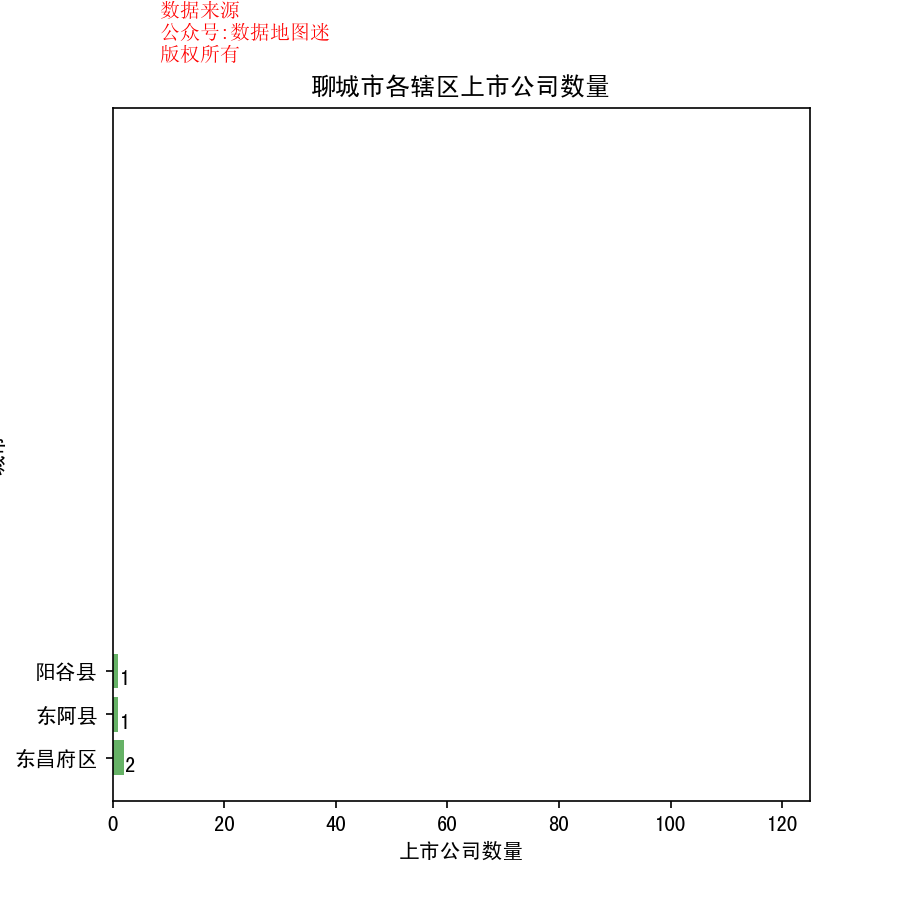 数据来源
公众号:数据地图迷
版权所有
聊城市各辖区上市公司数量
阳谷县 1
东阿县 1
东昌府区 2
0 20 40 60 80 100 120
上市公司数量